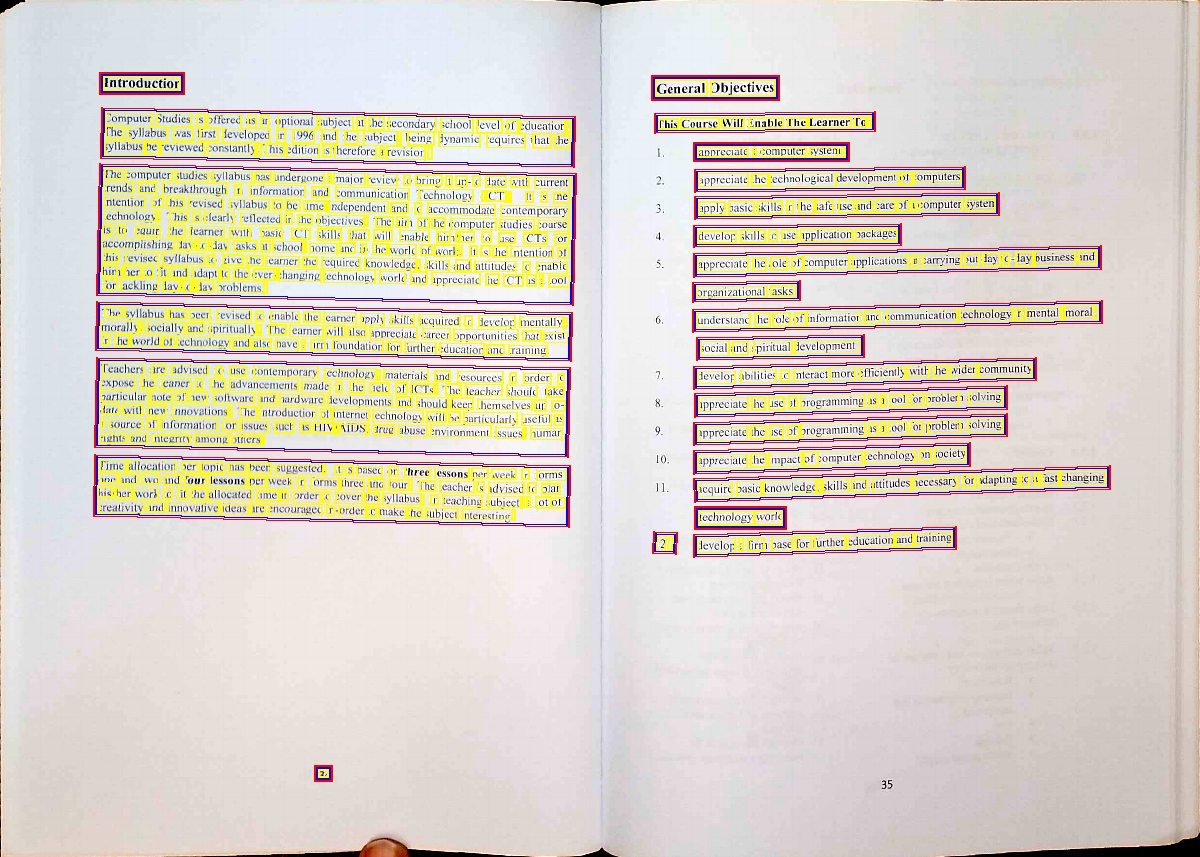 Introduction
Computer Studies is offered as an optional subject at the secondary school level of education.
The syllabus was first developed in 1996 and the subject being dynamic requires that the
syllabus be reviewed constantly. This edition is therefore a revision.
The computer studies syllabus has undergone a major review to bring it up-to date with current
trends and breakthrough in information and communication Technology ICT. It is the
intention of this revised syllabus to be time independent and to accommodate contemporary
technology. This is clearly reflected in the objectives. The aim of the computer studies course
is to equip the learner with basic ICT skills that will enable him/her to use ICTs for
accomplishing day-to-day tasks at school home and in the world of work. It is the intention of
this revised syllabus to give the learner the required knowledge, skills and attitudes to enable
him/her to fit and adapt to the ever changing technology world and appreciate the ICT as a tool
for tackling day-to-day problems.
The syllabus has been revised to enable the learner apply skills acquired to develop mentally
morally, socially and spiritually. The learner will also appreciate career opportunities that exist
in the world of technology and also have a firm foundation for further education and training.
Teachers are advised to use contemporary technology, materials and resources in order to
expose the learner to the advancements made in the field of ICTs. The teacher should take
particular note of new software and hardware developments and should keep themselves up-to-
date with new innovations. The introduction of internet technology will be particularly useful as
a source of information for issues such as HIV/AIDS, drug abuse environment issues human
rights and integrity among others.
Time allocation per topic has been suggested. It is based on three lessons per week in forms
one and two and four lessons per week in forms three and four. The teacher is advised to plan
his/her work to fit the allocated time in order to cover the syllabus. In teaching subject a lot of
creativity and innovative ideas are encouraged in order to make the subject interesting.
General Objectives
This Course Will Enable The Learner To
1. appreciate a computer system
2. appreciate the technological development of computers
3. apply basic skills in the safe use and care of a computer system
4. develop skills to use application packages
5. appreciate the role of computer applications in carrying out day-to-day business and
organizational tasks
6. understand the role of information and communication technology in mental moral
social and spiritual development
7. develop abilities to interact more efficiently with the wider community
8. appreciate the use of programming as a tool for problem solving
9. appreciate the use of programming as a tool for problem solving
10. appreciate the impact of computer technology on society
11. acquire basic knowledge, skills and attitudes necessary for adapting to a fast changing
technology world
12. develop a firm base for further education and training
35